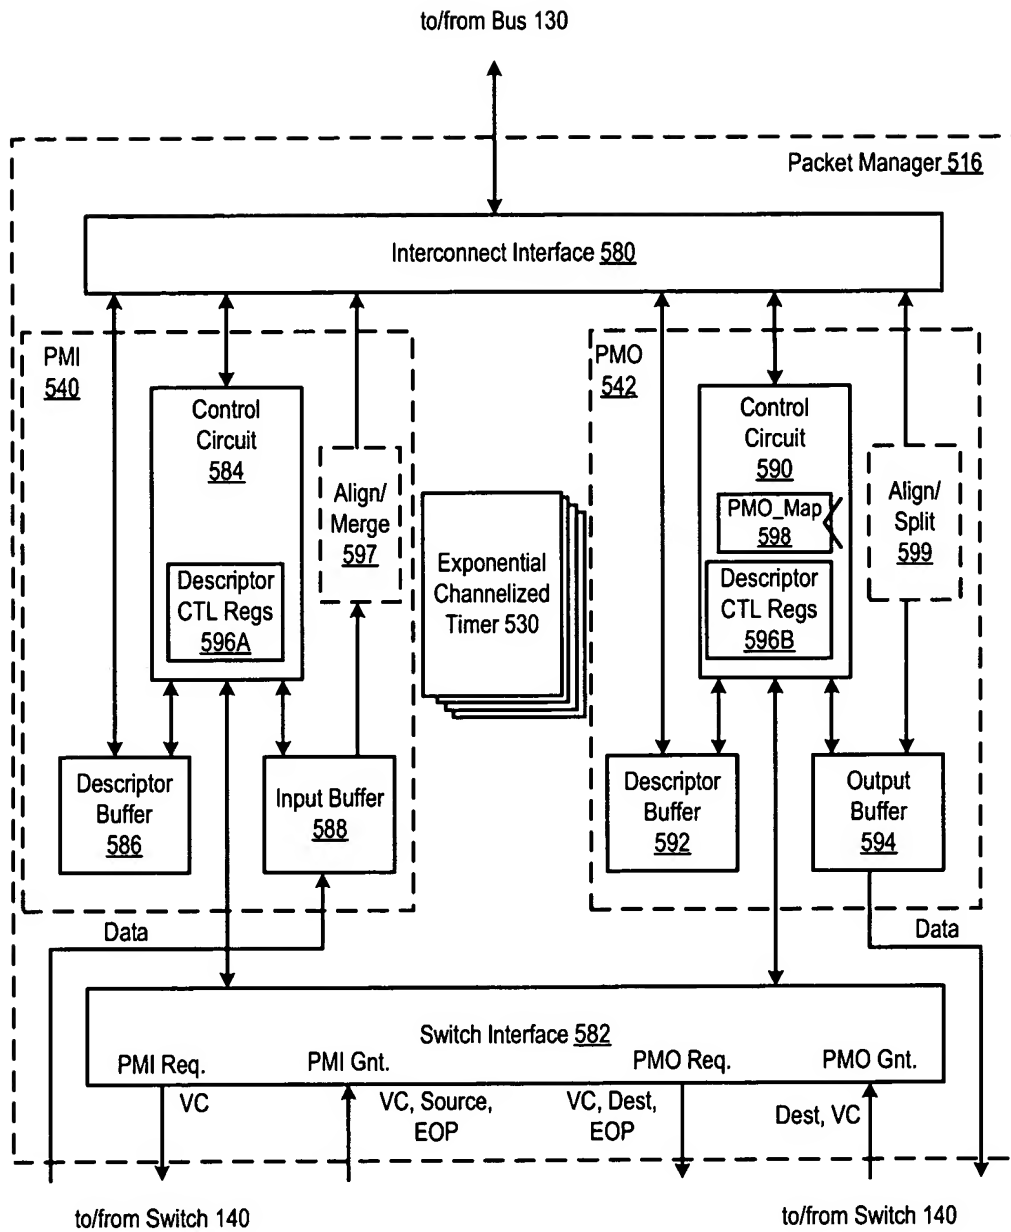 to/from Bus 130
Packet Manager 516
Interconnect Interface 580
PMI
540
Control
Circuit
584
Descriptor
CTL Regs
596A
Align/
Merge
597
Descriptor
Buffer
586
Input Buffer
588
Exponential
Channelized
Timer 530
PMO
542
Control
Circuit
590
PMO_Map
598
Descriptor
CTL Regs
596B
Align/
Split
599
Descriptor
Buffer
592
Output
Buffer
594
Data
Data
Switch Interface 582
PMI Req.
PMI Gnt.
PMO Req.
PMO Gnt.
VC
VC, Source,
EOP
VC, Dest,
EOP
Dest, VC
to/from Switch 140
to/from Switch 140